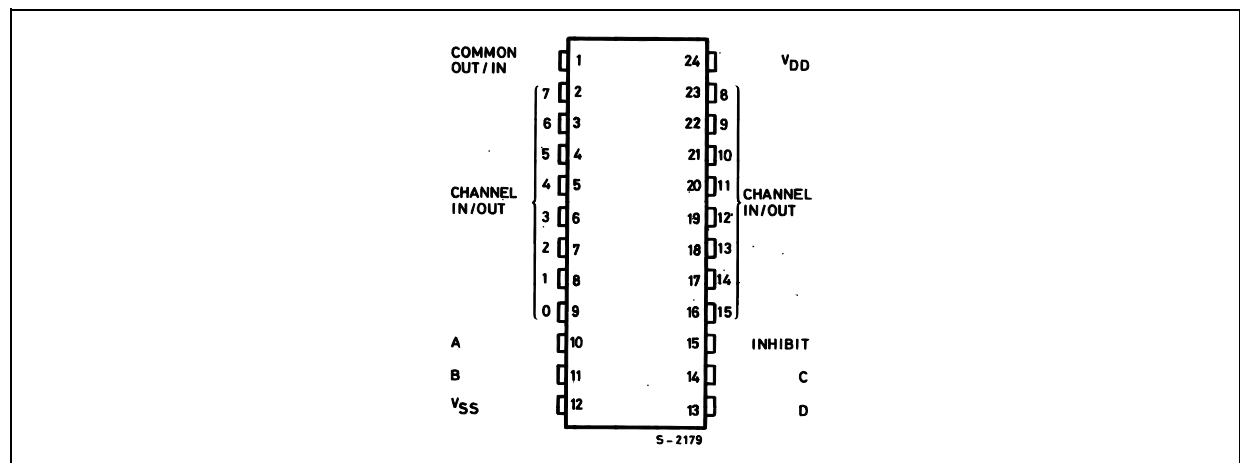 COMMON
OUT/IN 1 24 VDD
7 2 23 8
6 3 22 9
5 4 21 10
4 5 20 11
CHANNEL
IN/OUT
CHANNEL
IN/OUT
3 6 19 12
2 7 18 13
1 8 17 14
0 9 16 15
A 10 15 INHIBIT
B 11 14 C
VSS 12 13 D
S-2179